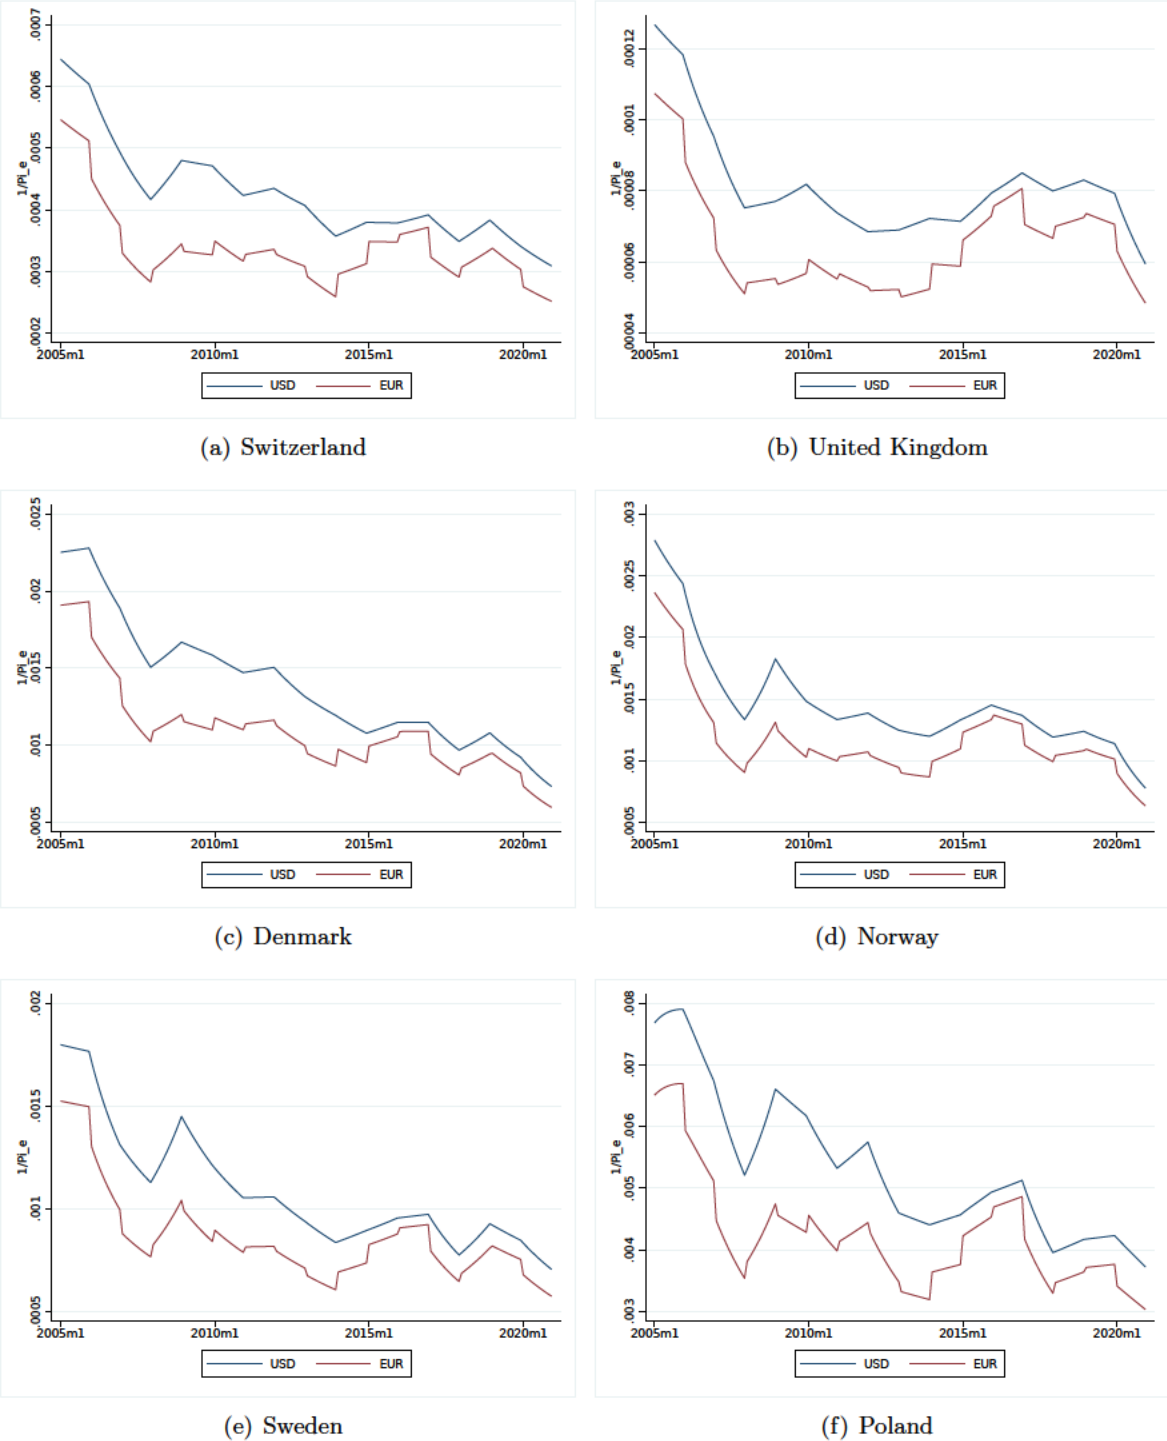 1/Pi_e
.0002 .0003 .0004 .0005 .0006 .0007
2005m1 2010m1 2015m1 2020m1
USD EUR
(a) Switzerland
1/Pi_e
.00004 .00006 .00008 .0001 .00012
2005m1 2010m1 2015m1 2020m1
USD EUR
(b) United Kingdom
1/Pi_e
.0005 .001 .0015 .002 .0025
2005m1 2010m1 2015m1 2020m1
USD EUR
(c) Denmark
1/Pi_e
.0005 .001 .0015 .002 .0025 .003
2005m1 2010m1 2015m1 2020m1
USD EUR
(d) Norway
1/Pi_e
.0005 .001 .0015 .002
2005m1 2010m1 2015m1 2020m1
USD EUR
(e) Sweden
1/Pi_e
.003 .004 .005 .006 .007 .008
2005m1 2010m1 2015m1 2020m1
USD EUR
(f) Poland